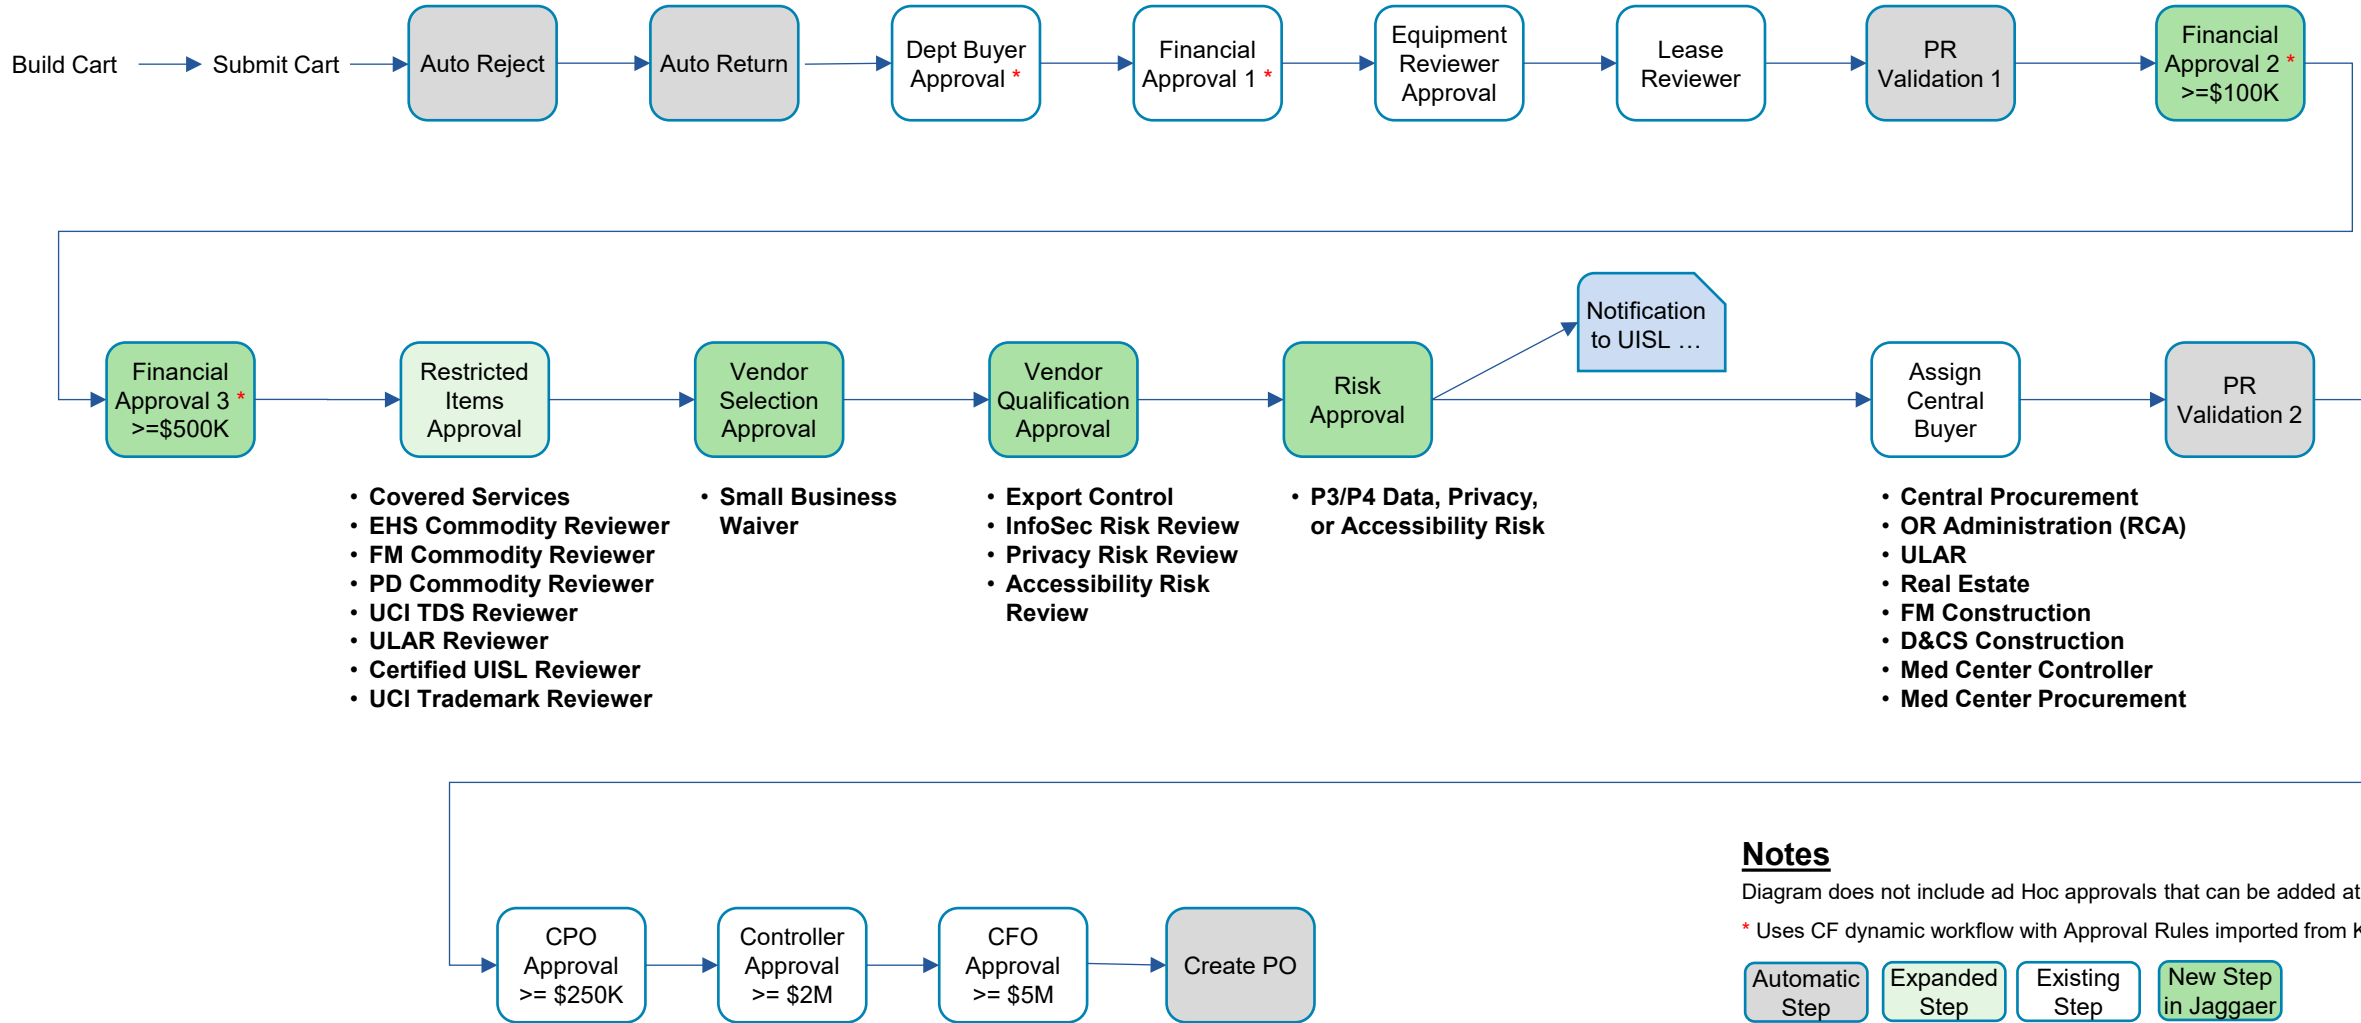 Build Cart
Submit Cart
Auto Reject
Auto Return
Dept Buyer
Approval *
Financial
Approval 1 *
Equipment
Reviewer
Approval
Lease
Reviewer
PR
Validation 1
Financial
Approval 2 *
>=$100K
Notification
to UISL …
Financial
Approval 3 *
>=$500K
Restricted
Items
Approval
Vendor
Selection
Approval
Vendor
Qualification
Approval
Risk
Approval
Assign
Central
Buyer
PR
Validation 2
• Covered Services
• EHS Commodity Reviewer
• FM Commodity Reviewer
• PD Commodity Reviewer
• UCI TDS Reviewer
• ULAR Reviewer
• Certified UISL Reviewer
• UCI Trademark Reviewer
• Small Business
Waiver
• Export Control
• InfoSec Risk Review
• Privacy Risk Review
• Accessibility Risk
Review
• P3/P4 Data, Privacy,
or Accessibility Risk
• Central Procurement
• OR Administration (RCA)
• ULAR
• Real Estate
• FM Construction
• D&CS Construction
• Med Center Controller
• Med Center Procurement
CPO
Approval
>= $250K
Controller
Approval
>= $2M
CFO
Approval
>= $5M
Create PO
Notes
Diagram does not include ad Hoc approvals that can be added at
* Uses CF dynamic workflow with Approval Rules imported from
Automatic
Step
Expanded
Step
Existing
Step
New Step
in Jaggaer